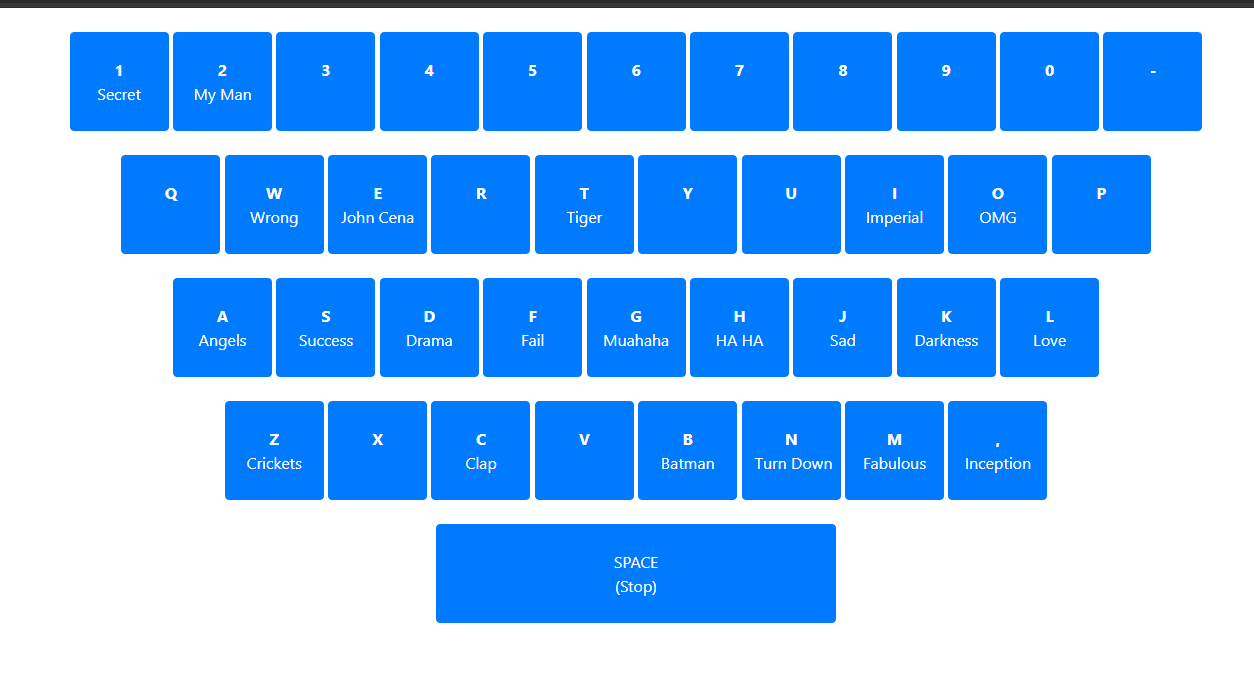 1 2 3 4 5 6 7 8 9 0 -
Secret My Man
Q W E R T Y U I O P
Wrong John Cena Tiger Imperial OMG
A S D F G H J K L
Angels Success Drama Fail Muahaha HA HA Sad Darkness Love
Z X C V B N M ,
Crickets Clap Batman Turn Down Fabulous Inception
SPACE
(Stop)